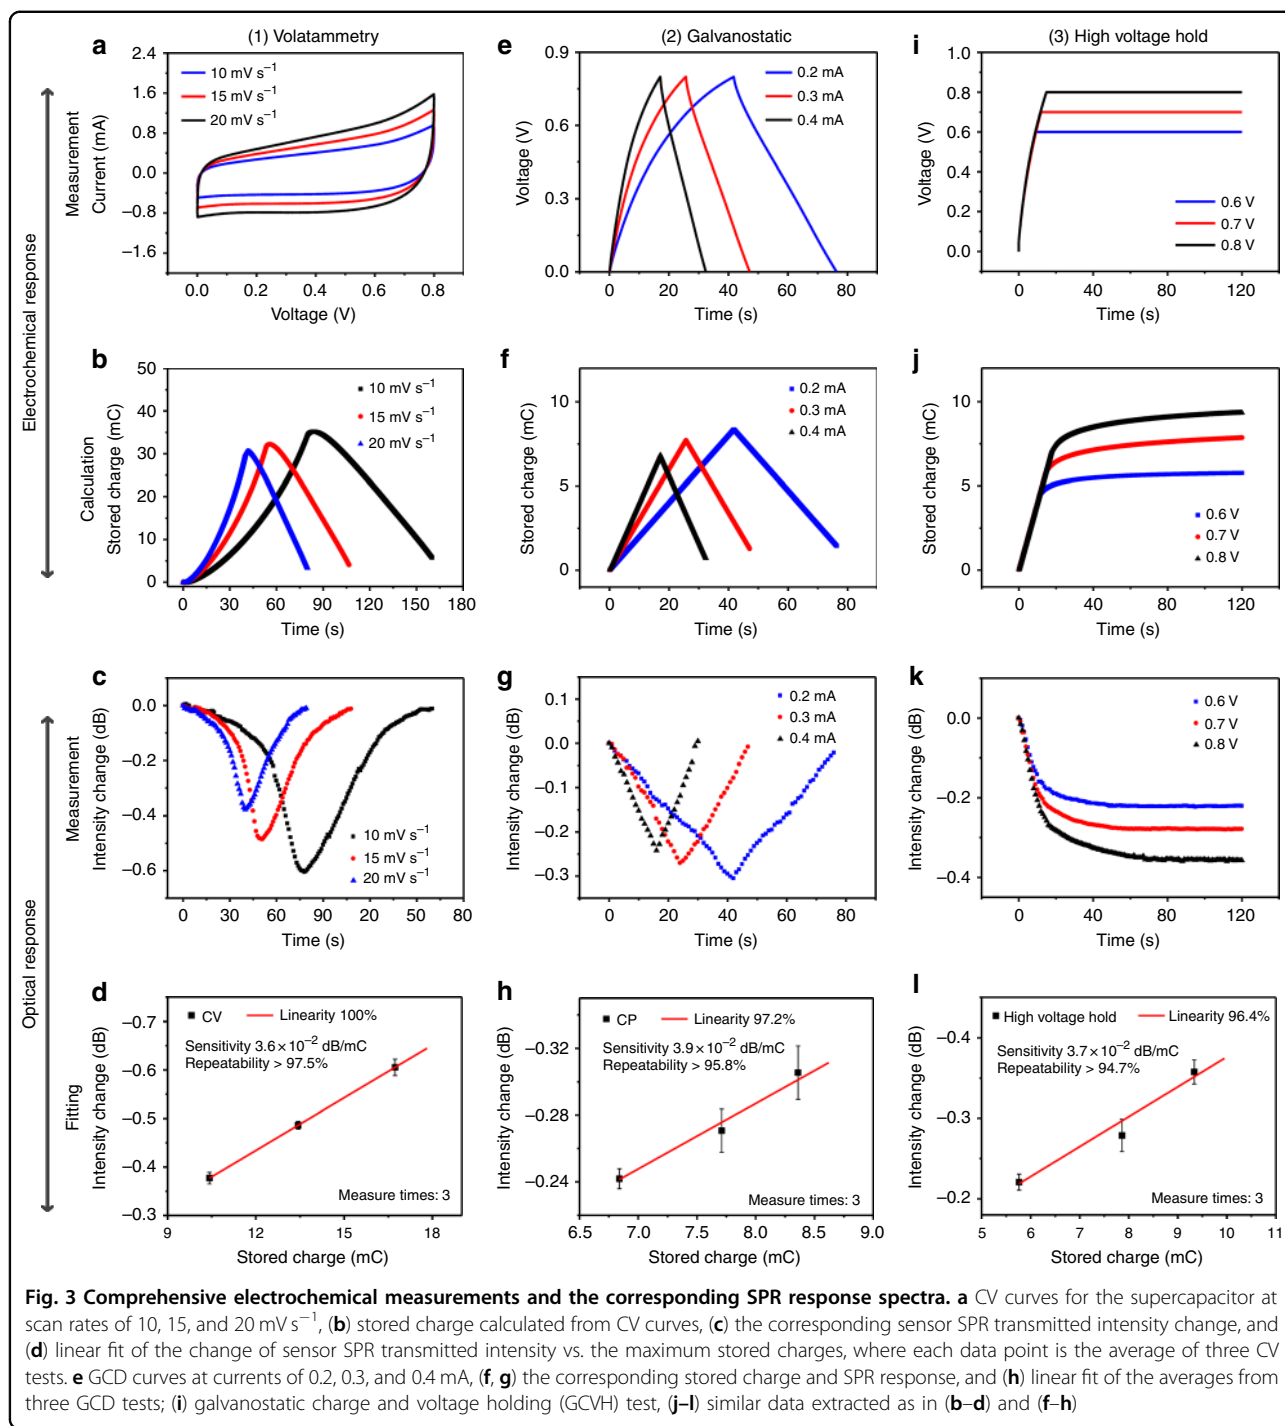 (1) Volatammetry
(2) Galvanostatic
(3) High voltage hold
Electrochemical response
Optical response
Measurement
Calculation
Measurement
Fitting
a
Current (mA)
2.4
1.6
0.8
0.0
−0.8
−1.6
10 mV s⁻¹
15 mV s⁻¹
20 mV s⁻¹
0.0 0.2 0.4 0.6 0.8
Voltage (V)
e
Voltage (V)
0.9
0.6
0.3
0.0
0.2 mA
0.3 mA
0.4 mA
0 20 40 60 80
Time (s)
i
Voltage (V)
1.0
0.8
0.6
0.4
0.2
0.0
0.6 V
0.7 V
0.8 V
0 40 80 120
Time (s)
b
Stored charge (mC)
50
40
30
20
10
0
10 mV s⁻¹
15 mV s⁻¹
20 mV s⁻¹
0 30 60 90 120 150 180
Time (s)
f
Stored charge (mC)
10
5
0
0.2 mA
0.3 mA
0.4 mA
0 20 40 60 80
Time (s)
j
Stored charge (mC)
10
5
0
0.6 V
0.7 V
0.8 V
0 40 80 120
Time (s)
c
Intensity change (dB)
0.0
−0.2
−0.4
−0.6
10 mV s⁻¹
15 mV s⁻¹
20 mV s⁻¹
0 30 60 90 20 50 80
Time (s)
g
Intensity change (dB)
0.1
0.0
−0.1
−0.2
−0.3
0.2 mA
0.3 mA
0.4 mA
0 20 40 60 80
Time (s)
k
Intensity change (dB)
0.0
−0.2
−0.4
0.6 V
0.7 V
0.8 V
0 40 80 120
Time (s)
d
Intensity change (dB)
−0.7
−0.6
−0.5
−0.4
−0.3
CV Linearity 100%
Sensitivity 3.6 × 10⁻² dB/mC
Repeatability > 97.5%
Measure times: 3
9 12 15 18
Stored charge (mC)
h
Intensity change (dB)
−0.32
−0.28
−0.24
CP Linearity 97.2%
Sensitivity 3.9 × 10⁻² dB/mC
Repeatability > 95.8%
Measure times: 3
6.5 7.0 7.5 8.0 8.5 9.0
Stored charge (mC)
l
Intensity change (dB)
−0.4
−0.3
−0.2
High voltage hold Linearity 96.4%
Sensitivity 3.7 × 10⁻² dB/mC
Repeatability > 94.7%
Measure times: 3
5 6 7 8 9 10 11
Stored charge (mC)
Fig. 3 Comprehensive electrochemical measurements and the corresponding SPR response spectra. a CV curves for the supercapacitor at
scan rates of 10, 15, and 20 mV s⁻¹, (b) stored charge calculated from CV curves, (c) the corresponding sensor SPR transmitted intensity change, and
(d) linear fit of the change of sensor SPR transmitted intensity vs. the maximum stored charges, where each data point is the average of three CV
tests. e GCD curves at currents of 0.2, 0.3, and 0.4 mA, (f, g) the corresponding stored charge and SPR response, and (h) linear fit of the averages from
three GCD tests; (i) galvanostatic charge and voltage holding (GCVH) test, (j–l) similar data extracted as in (b–d) and (f–h)